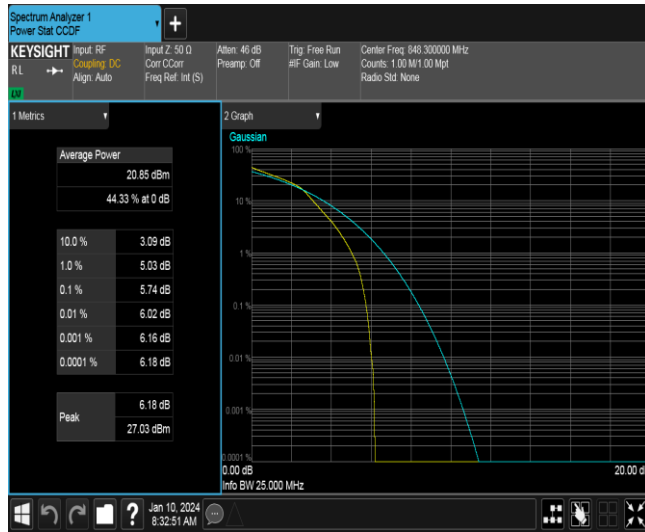 Spectrum Analyzer 1
Power Stat CCDF
+
KEYSIGHT
RL
Input: RF
Coupling: DC
Align: Auto
Input Z: 50 Ω
Corr CCorr
Freq Ref: Int (S)
Atten: 46 dB
Preamp: Off
Trig: Free Run
#IF Gain: Low
Center Freq: 848.300000 MHz
Counts: 1.00 M/1.00 Mpt
Radio Std: None
1 Metrics
Average Power
20.85 dBm
44.33 % at 0 dB
10.0 % 3.09 dB
1.0 % 5.03 dB
0.1 % 5.74 dB
0.01 % 6.02 dB
0.001 % 6.16 dB
0.0001 % 6.18 dB
Peak
6.18 dB
27.03 dBm
2 Graph
Gaussian
100 %
10 %
1 %
0.1 %
0.01 %
0.001 %
0.0001 %
0.00 dB
20.00 d
Info BW 25.000 MHz
?
Jan 10, 2024
8:32:51 AM